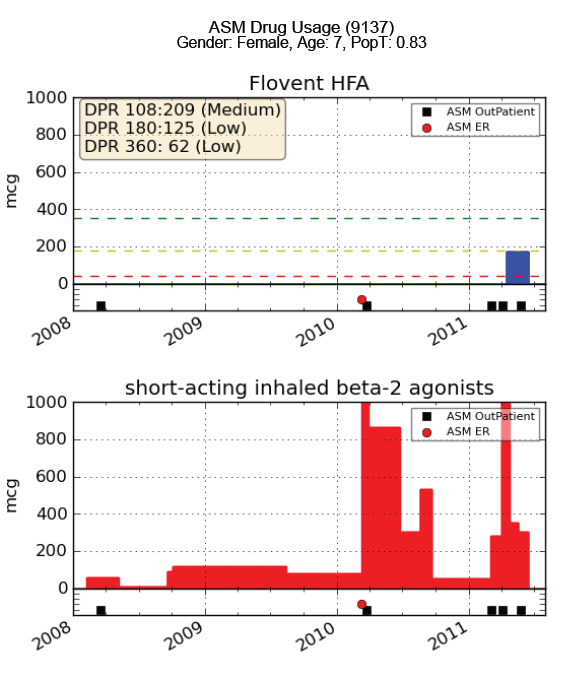 ASM Drug Usage (9137)
Gender: Female, Age: 7, PopT: 0.83
Flovent HFA
DPR 108:209 (Medium)
DPR 180:125 (Low)
DPR 360: 62 (Low)
ASM OutPatient
ASM ER
1000
800
600
400
200
0
mcg
2008
2009
2010
2011
short-acting inhaled beta-2 agonists
ASM OutPatient
ASM ER
1000
800
600
400
200
0
mcg
2008
2009
2010
2011